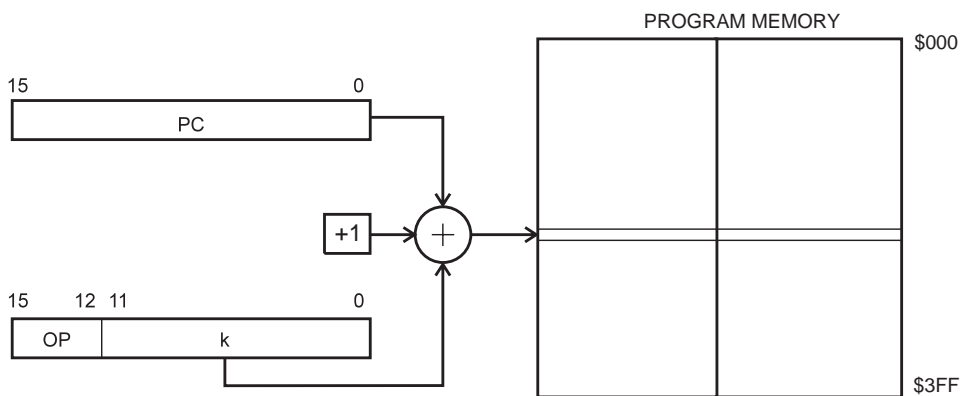 PROGRAM MEMORY
$000
15 0
PC
+1
+
15 12 11 0
OP k
$3FF